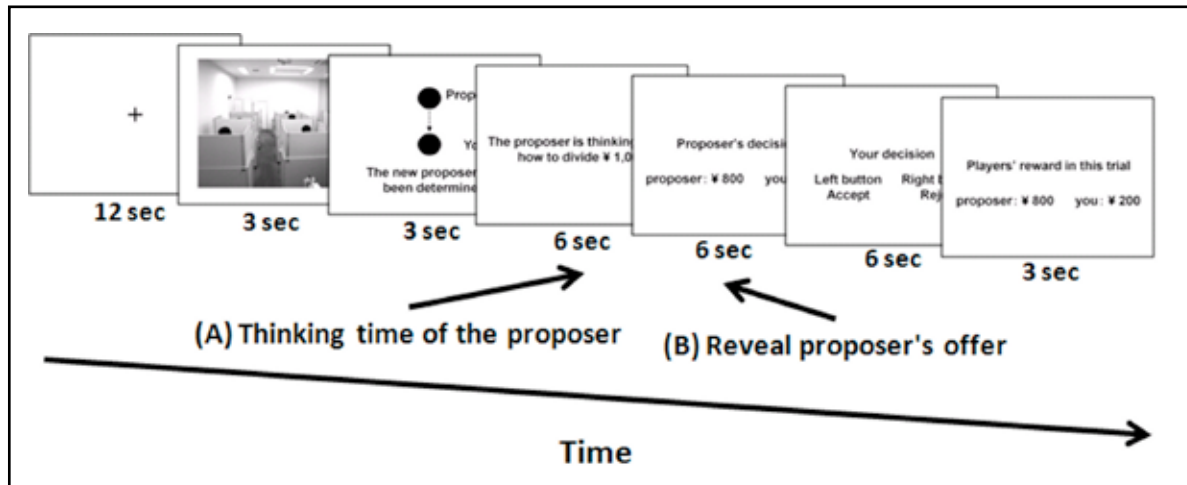 +
12 sec
3 sec
Prop
Yo
The new proposer
been determine
3 sec
The proposer is thinking
how to divide ¥ 1,0
6 sec
Proposer's decisi
proposer: ¥ 800 you
6 sec
Your decision
Left button Right b
Accept Rej
6 sec
Players' reward in this trial
proposer: ¥ 800 you: ¥ 200
3 sec
(A) Thinking time of the proposer
(B) Reveal proposer's offer
Time